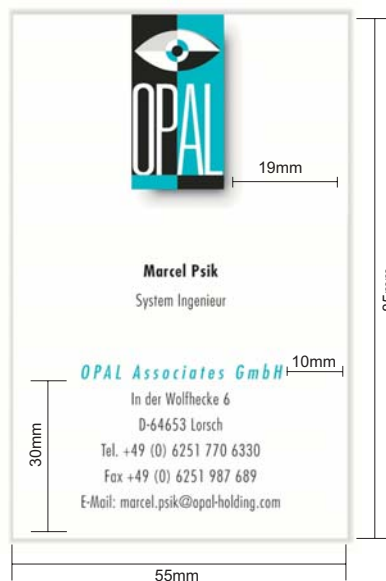 OPAL
19mm
Marcel Psik
System Ingenieur
OPAL Associates GmbH
10mm
In der Wolfhecke 6
D-64653 Lorsch
Tel. +49 (0) 6251 770 6330
Fax +49 (0) 6251 987 689
E-Mail: marcel.psik@opal-holding.com
30mm
55mm